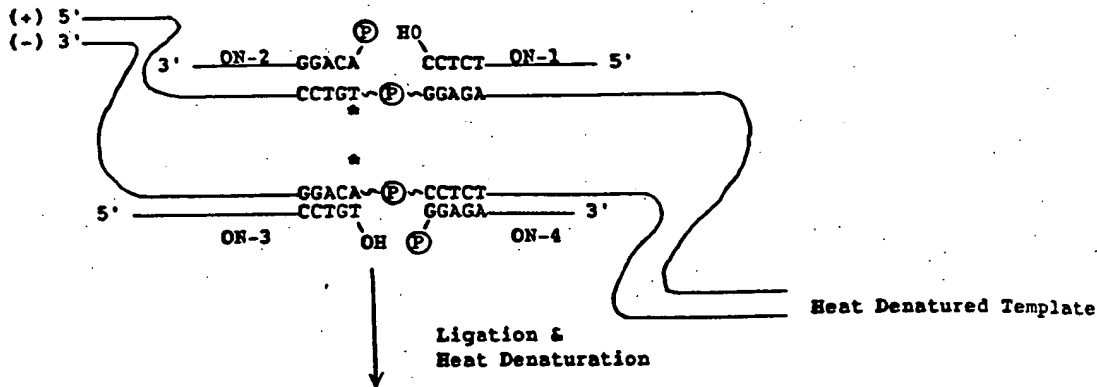 (+) 5'
(-) 3'
Ⓟ HO
3' ON-2 GGACA CCTCT ON-1 5'
CCTGT~Ⓟ~GGAGA
*
*
GGACA~Ⓟ~CCTCT
5' CCTGT GGAGA 3'
ON-3 OH Ⓟ ON-4
Heat Denatured Template
Ligation &
Heat Denaturation